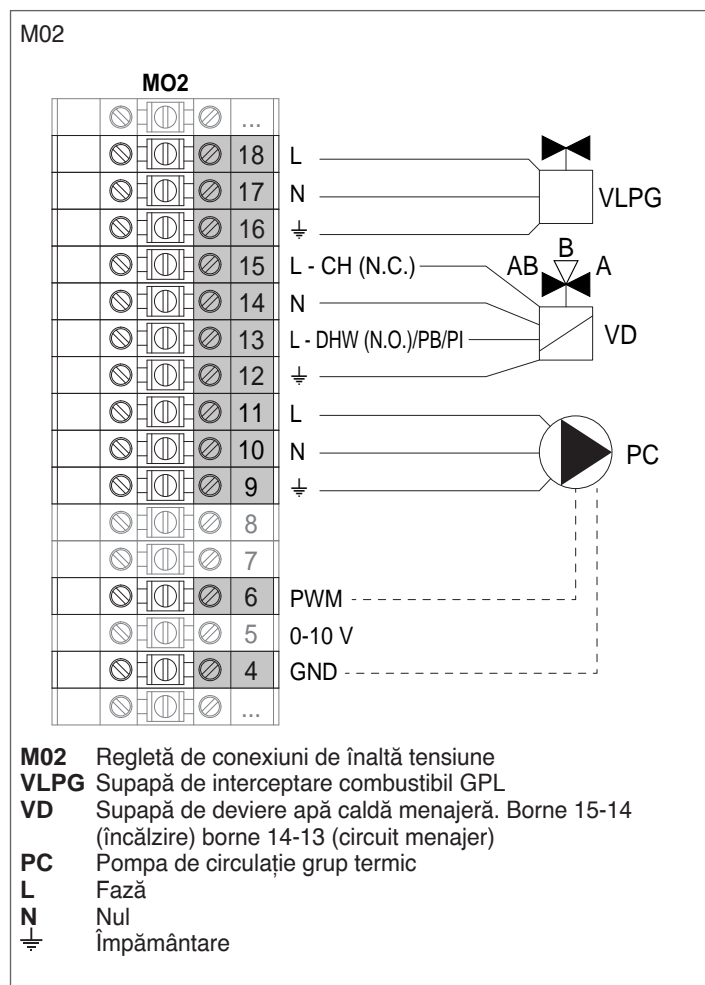 M02
MO2
...
18 L
17 N VLPG
16 ⏚
B
15 L - CH (N.C.) AB A
14 N
13 L - DHW (N.O.)/PB/PI VD
12 ⏚
11 L
10 N PC
9 ⏚
8
7
6 PWM
5 0-10 V
4 GND
...
M02 Regletă de conexiuni de înaltă tensiune
VLPG Supapă de interceptare combustibil GPL
VD Supapă de deviere apă caldă menajeră. Borne 15-14
(încălzire) borne 14-13 (circuit menajer)
PC Pompa de circulație grup termic
L Fază
N Nul
⏚ Împământare